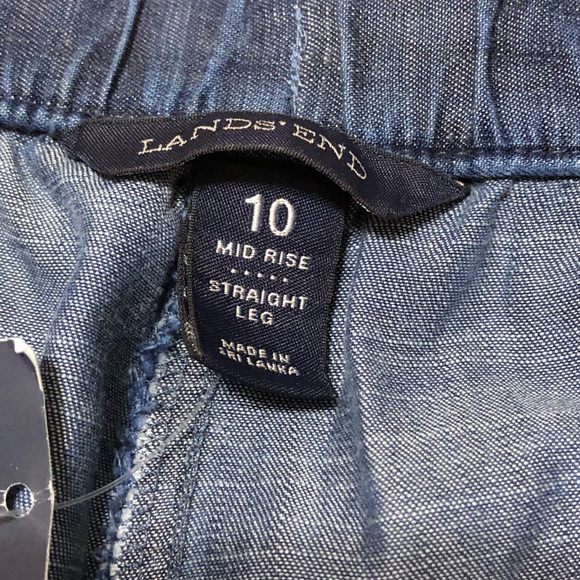 LANDS' END
10
MID RISE
STRAIGHT
LEG
MADE IN
SRI LANKA